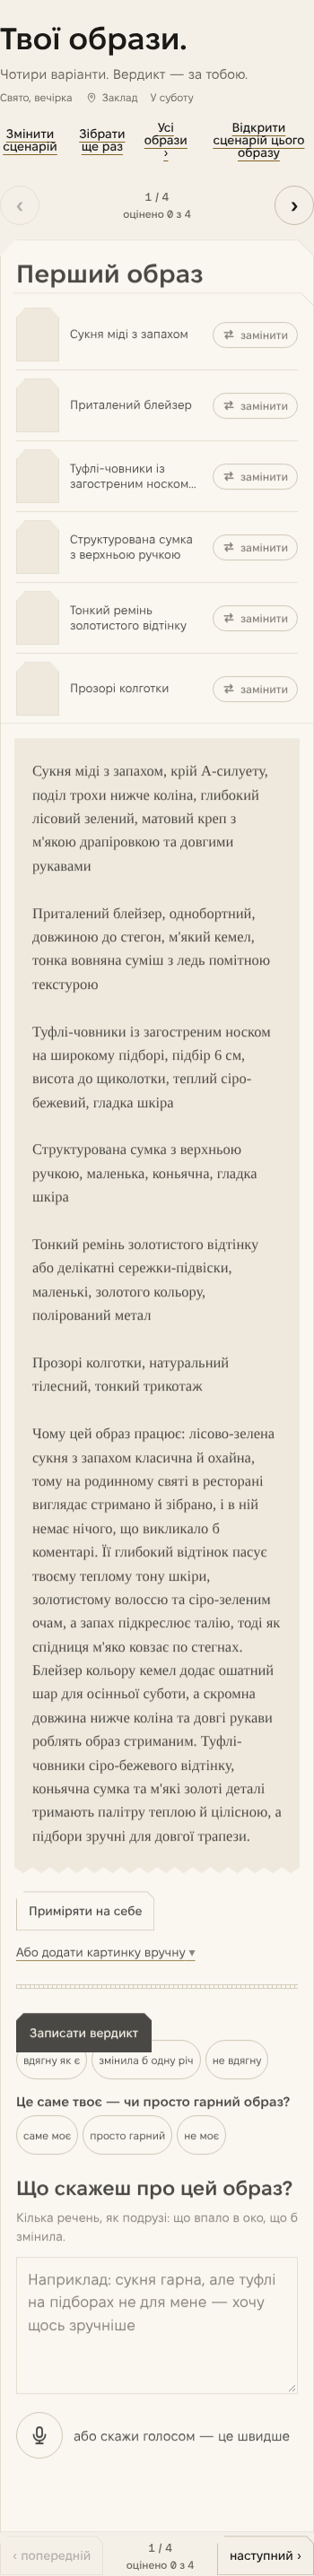 Твої образи.
Чотири варіанти. Вердикт — за тобою.
Свято, вечірка Заклад У суботу
Змінити
сценарій
Зібрати
ще раз
Усі
образи
›
Відкрити
сценарій цього
образу
‹
1 / 4
оцінено 0 з 4
›
Перший образ
Сукня міді з запахом
⇄ замінити
Приталений блейзер
⇄ замінити
Туфлі-човники із
загостреним носком...
⇄ замінити
Структурована сумка
з верхньою ручкою
⇄ замінити
Тонкий ремінь
золотистого відтінку
⇄ замінити
Прозорі колготки
⇄ замінити
Сукня міді з запахом, крій А-силуету,
поділ трохи нижче коліна, глибокий
лісовий зелений, матовий креп з
м'якою драпіровкою та довгими
рукавами
Приталений блейзер, однобортний,
довжиною до стегон, м'який кемел,
тонка вовняна суміш з ледь помітною
текстурою
Туфлі-човники із загостреним носком
на широкому підборі, підбір 6 см,
висота до щиколотки, теплий сіро-
бежевий, гладка шкіра
Структурована сумка з верхньою
ручкою, маленька, коньячна, гладка
шкіра
Тонкий ремінь золотистого відтінку
або делікатні сережки-підвіски,
маленькі, золотого кольору,
полірований метал
Прозорі колготки, натуральний
тілесний, тонкий трикотаж
Чому цей образ працює: лісово-зелена
сукня з запахом класична й охайна,
тому на родинному святі в ресторані
виглядає стримано й зібрано, і в ній
немає нічого, що викликало б
коментарі. Її глибокий відтінок пасує
твоєму теплому тону шкіри,
золотистому волоссю та сіро-зеленим
очам, а запах підкреслює талію, тоді як
спідниця м'яко ковзає по стегнах.
Блейзер кольору кемел додає ошатний
шар для осінньої суботи, а скромна
довжина нижче коліна та довгі рукави
роблять образ стриманим. Туфлі-
човники сіро-бежевого відтінку,
коньячна сумка та м'які золоті деталі
тримають палітру теплою й цілісною, а
підбори зручні для довгої трапези.
Приміряти на себе
Або додати картинку вручну ▾
Записати вердикт
вдягну як є
змінила б одну річ
не вдягну
Це саме твоє — чи просто гарний образ?
саме моє
просто гарний
не моє
Що скажеш про цей образ?
Кілька речень, як подрузі: що впало в око, що б
змінила.
Наприклад: сукня гарна, але туфлі
на підборах не для мене — хочу
щось зручніше
або скажи голосом — це швидше
‹ попередній
1 / 4
оцінено 0 з 4
наступний ›